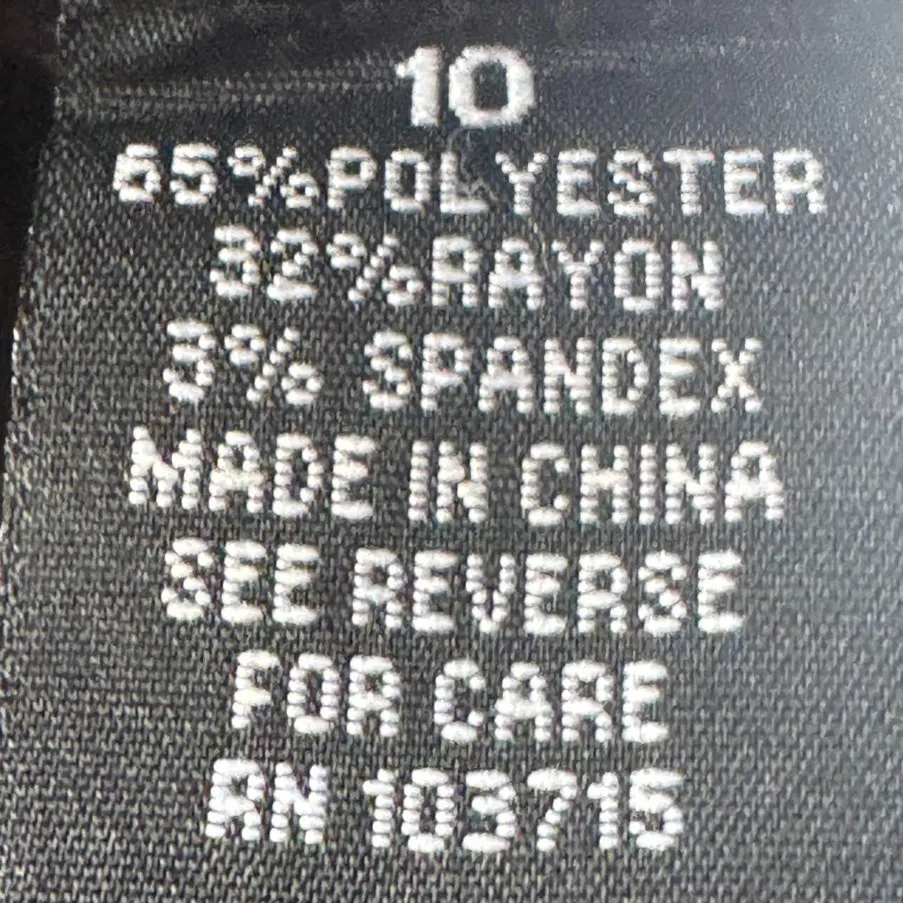 10
65%POLYESTER
32%RAYON
3% SPANDEX
MADE IN CHINA
SEE REVERSE
FOR CARE
RN 103715